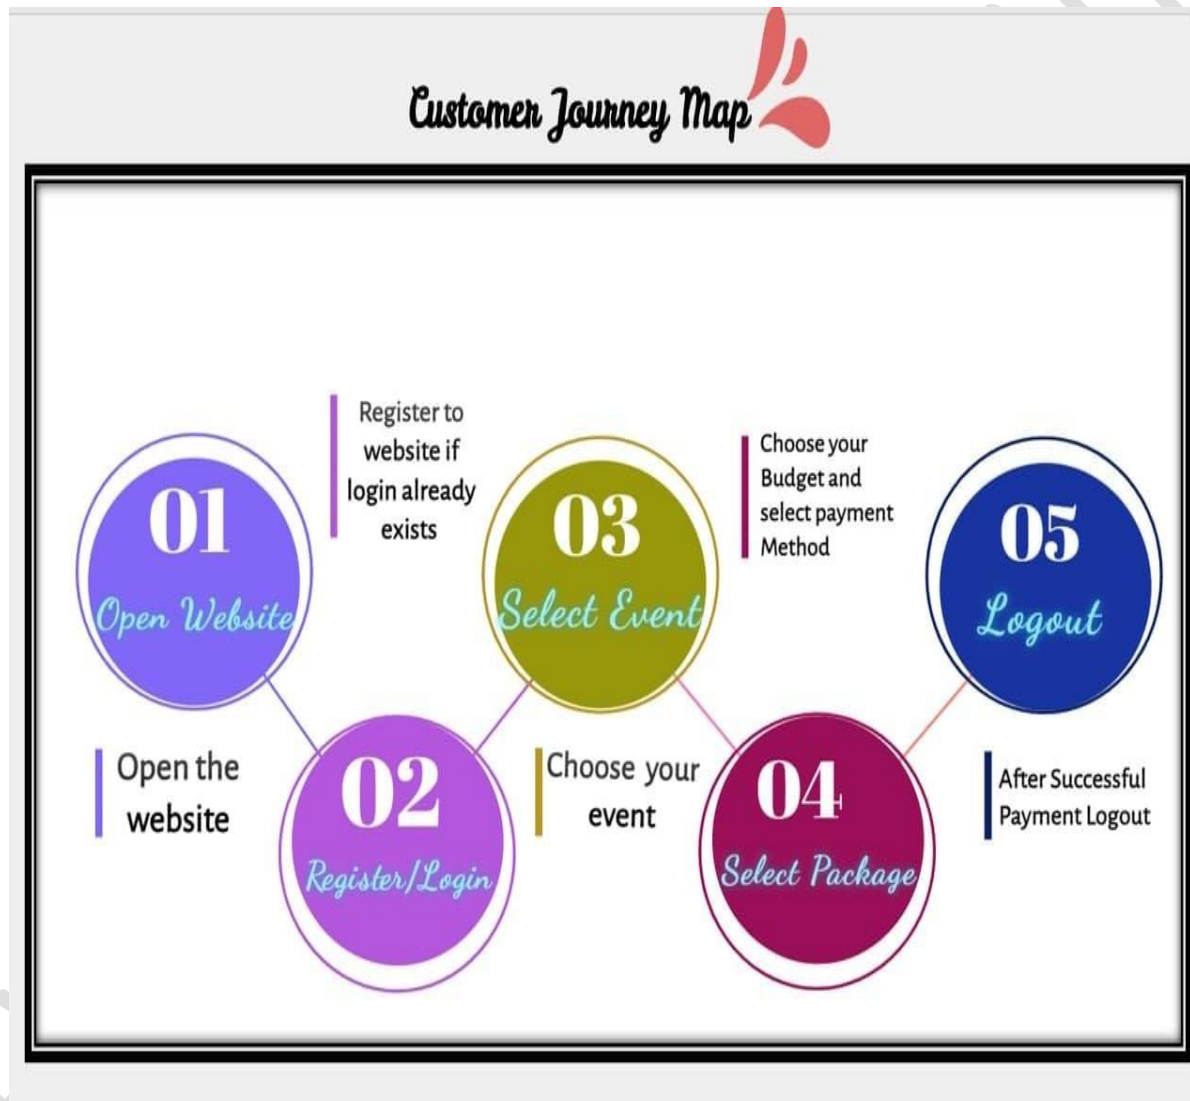 Customer Journey Map
01
Open Website
Open the
website
Register to
website if
login already
exists
02
Register/Login
03
Select Event
Choose your
event
Choose your
Budget and
select payment
Method
04
Select Package
05
Logout
After Successful
Payment Logout